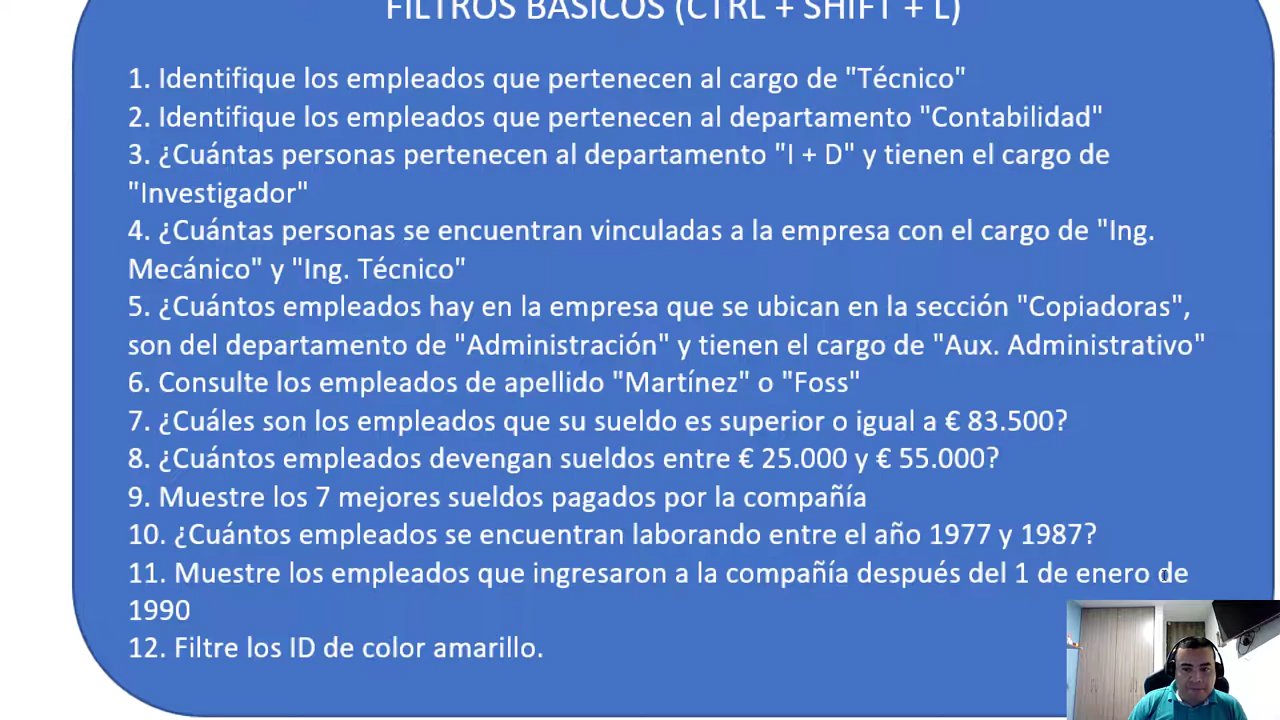 FILTROS BÁSICOS (CTRL + SHIFT + L)
1. Identifique los empleados que pertenecen al cargo de "Técnico"
2. Identifique los empleados que pertenecen al departamento "Contabilidad"
3. ¿Cuántas personas pertenecen al departamento "I + D" y tienen el cargo de
"Investigador"
4. ¿Cuántas personas se encuentran vinculadas a la empresa con el cargo de "Ing.
Mecánico" y "Ing. Técnico"
5. ¿Cuántos empleados hay en la empresa que se ubican en la sección "Copiadoras",
son del departamento de "Administración" y tienen el cargo de "Aux. Administrativo"
6. Consulte los empleados de apellido "Martínez" o "Foss"
7. ¿Cuáles son los empleados que su sueldo es superior o igual a € 83.500?
8. ¿Cuántos empleados devengan sueldos entre € 25.000 y € 55.000?
9. Muestre los 7 mejores sueldos pagados por la compañía
10. ¿Cuántos empleados se encuentran laborando entre el año 1977 y 1987?
11. Muestre los empleados que ingresaron a la compañía después del 1 de enero de
1990
12. Filtre los ID de color amarillo.